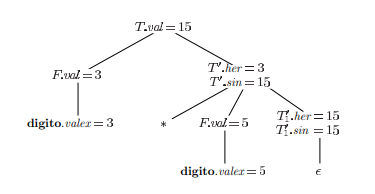 T.val = 15
F.val = 3
T′.her = 3
T′.sin = 15
digito.valex = 3
*
F.val = 5
T′₁.her = 15
T′₁.sin = 15
digito.valex = 5
ϵ